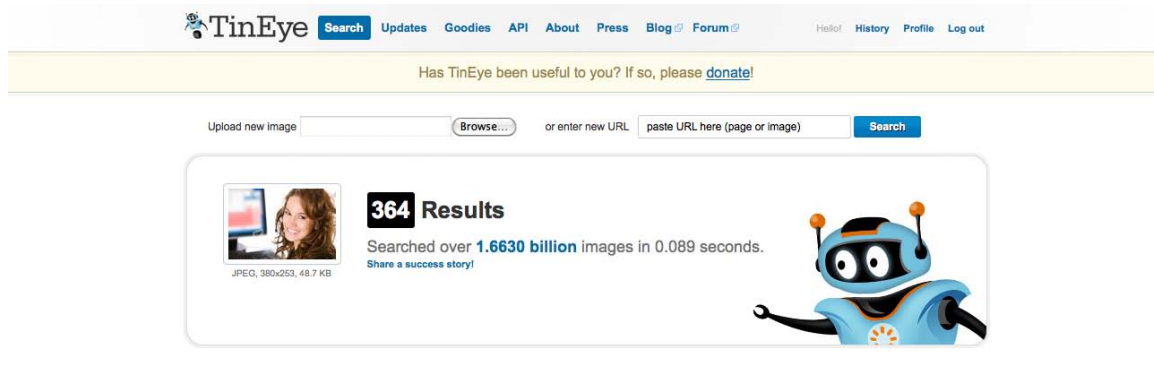 TinEye Search Updates Goodies API About Press Blog Forum Hello! History Profile Log out
Has TinEye been useful to you? If so, please donate!
Upload new image Browse... or enter new URL paste URL here (page or image) Search
364 Results
Searched over 1.6630 billion images in 0.089 seconds.
Share a success story!
JPEG, 380x253, 48.7 KB